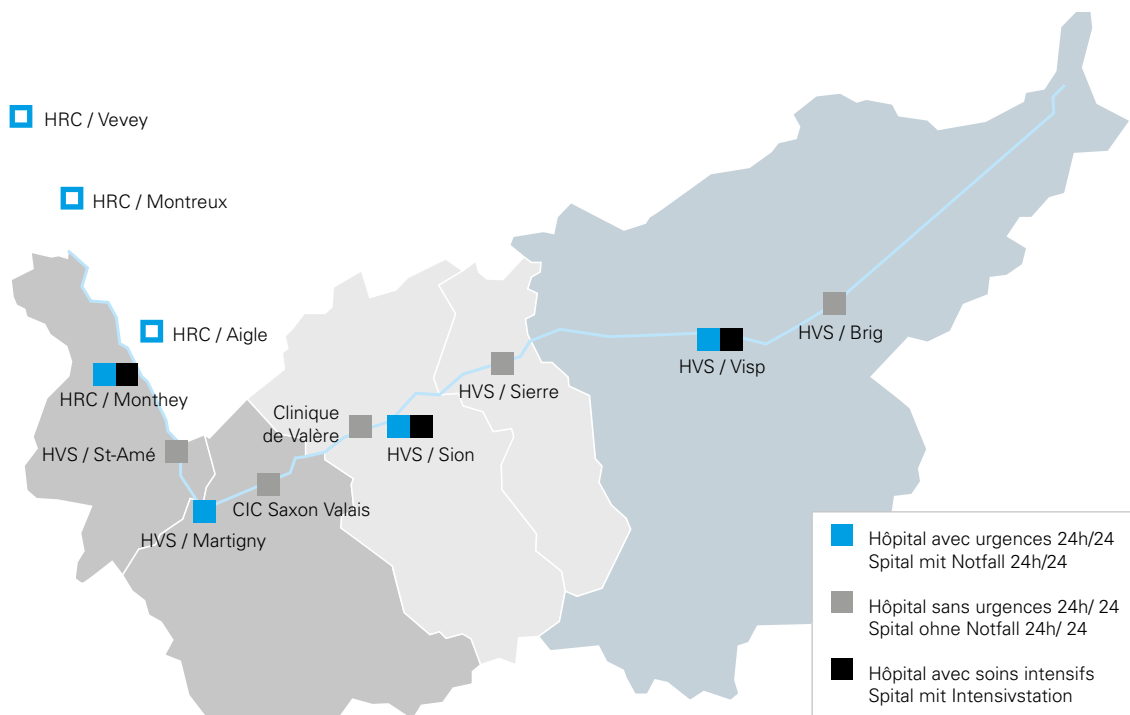 HRC / Vevey
HRC / Montreux
HRC / Aigle
HVS / Brig
HVS / Visp
HVS / Sierre
HRC / Monthey
Clinique
de Valère
HVS / Sion
HVS / St-Amé
CIC Saxon Valais
HVS / Martigny
Hôpital avec urgences 24h/24
Spital mit Notfall 24h/24
Hôpital sans urgences 24h/ 24
Spital ohne Notfall 24h/ 24
Hôpital avec soins intensifs
Spital mit Intensivstation